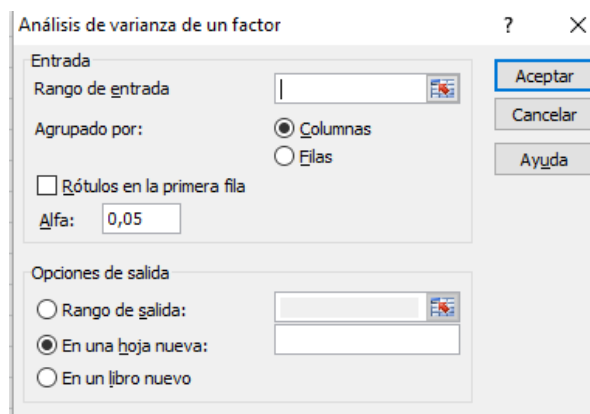 Análisis de varianza de un factor ? ×
Entrada
Rango de entrada
Aceptar
Cancelar
Ayuda
Agrupado por:
Columnas
Filas
Rótulos en la primera fila
Alfa: 0,05
Opciones de salida
Rango de salida:
En una hoja nueva:
En un libro nuevo